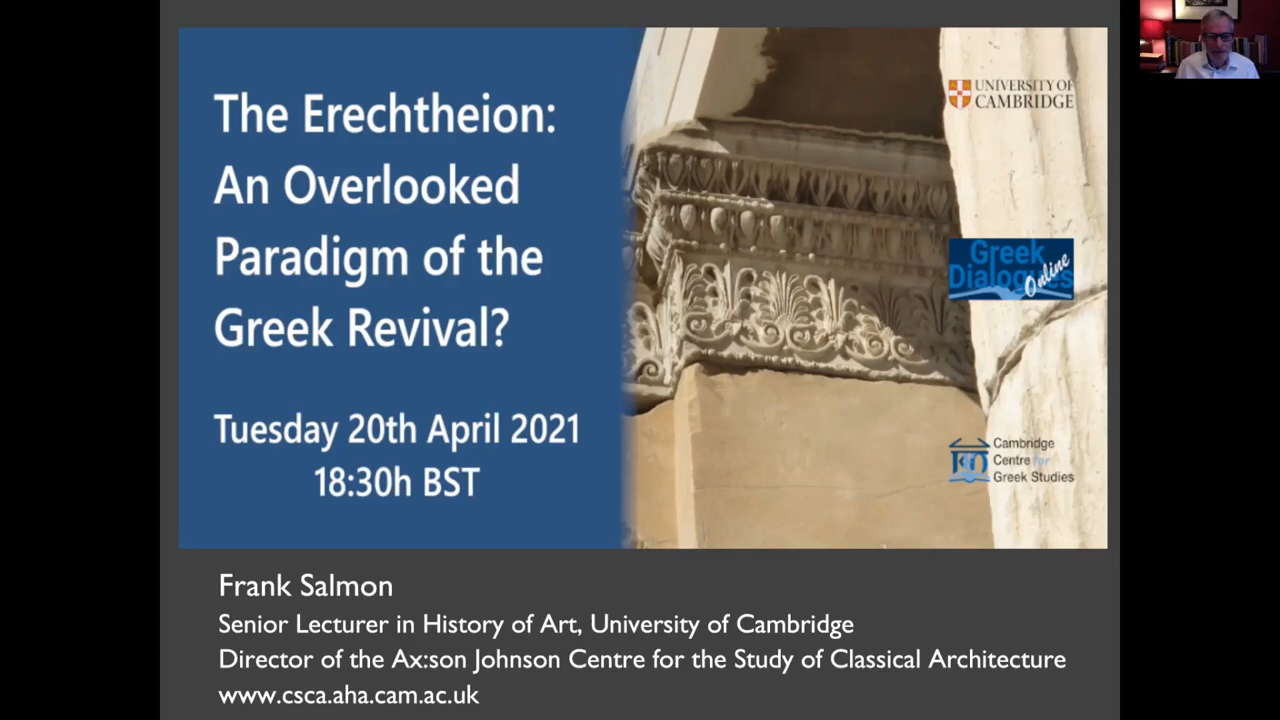 The Erechtheion:
An Overlooked
Paradigm of the
Greek Revival?
Tuesday 20th April 2021
18:30h BST
UNIVERSITY OF
CAMBRIDGE
Greek
Dialogues
Online
Cambridge
Centre for
Greek Studies
Frank Salmon
Senior Lecturer in History of Art, University of Cambridge
Director of the Ax:son Johnson Centre for the Study of Classical Architecture
www.csca.aha.cam.ac.uk